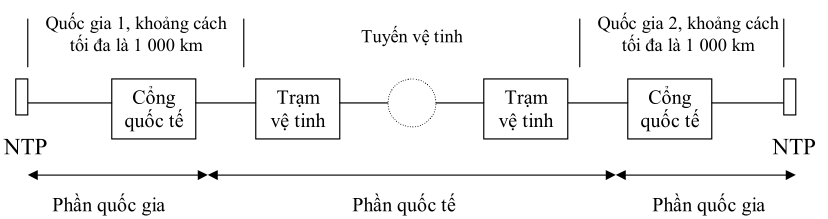 Quốc gia 1, khoảng cách
tối đa là 1 000 km
Tuyến vệ tinh
Quốc gia 2, khoảng cách
tối đa là 1 000 km
Cổng
quốc tế
Trạm
vệ tinh
Trạm
vệ tinh
Cổng
quốc tế
NTP
NTP
Phần quốc gia
Phần quốc tế
Phần quốc gia